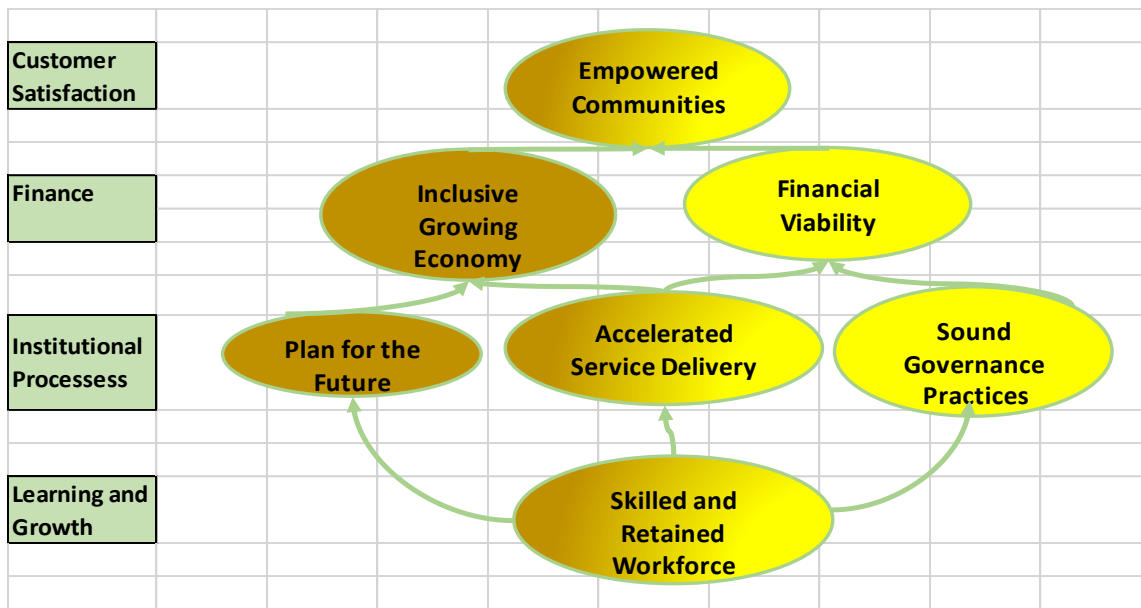 Customer
Satisfaction
Empowered
Communities
Finance
Inclusive
Growing
Economy
Financial
Viability
Institutional
Processess
Plan for the
Future
Accelerated
Service Delivery
Sound
Governance
Practices
Learning and
Growth
Skilled and
Retained
Workforce